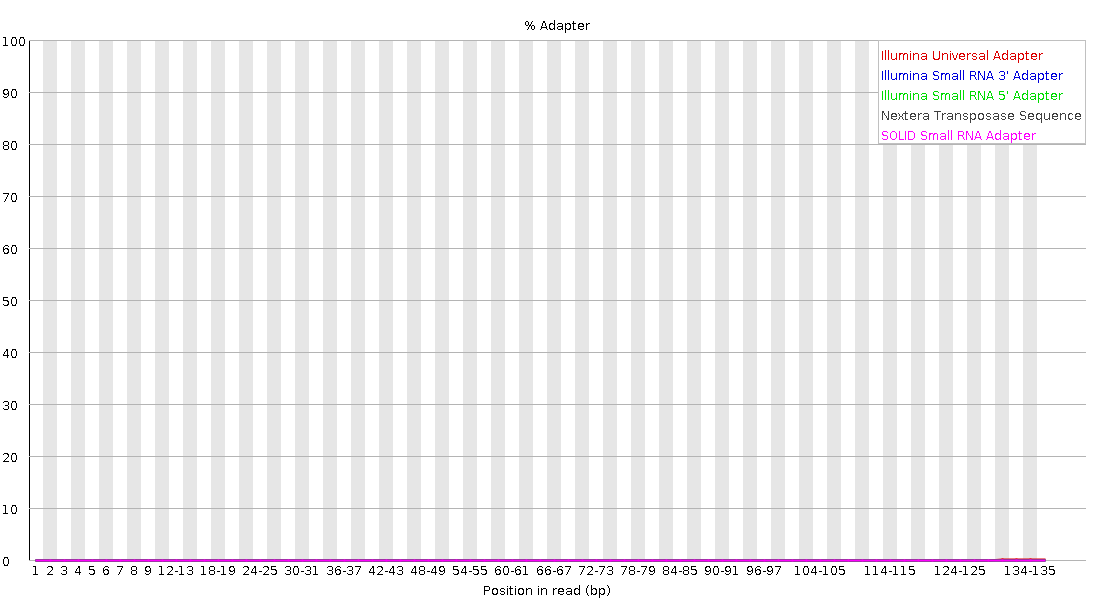 % Adapter
100
90
80
70
60
50
40
30
20
10
0
Illumina Universal Adapter
Illumina Small RNA 3' Adapter
Illumina Small RNA 5' Adapter
Nextera Transposase Sequence
SOLID Small RNA Adapter
1 2 3 4 5 6 7 8 9 12-13 18-19 24-25 30-31 36-37 42-43 48-49 54-55 60-61 66-67 72-73 78-79 84-85 90-91 96-97 104-105 114-115 124-125 134-135
Position in read (bp)